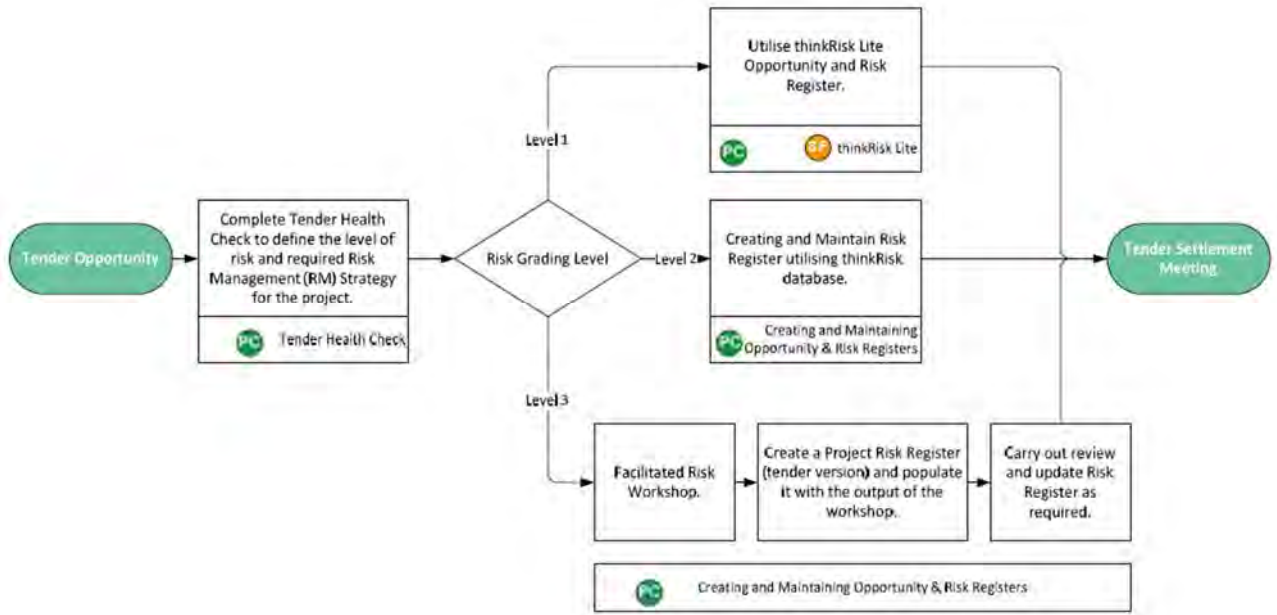 Tender Opportunity
Complete Tender Health
Check to define the level of
risk and required Risk
Management (RM) Strategy
for the project.
PC
Tender Health Check
Risk Grading Level
Level 1
Utilise thinkRisk Lite
Opportunity and Risk
Register.
PC
SF
thinkRisk Lite
Level 2
Creating and Maintain Risk
Register utilising thinkRisk
database.
PC
Creating and Maintaining
Opportunity & Risk Registers
Level 3
Facilitated Risk
Workshop.
Create a Project Risk Register
(tender version) and populate
it with the output of the
workshop.
Carry out review
and update Risk
Register as
required.
PC
Creating and Maintaining Opportunity & Risk Registers
Tender Settlement
Meeting